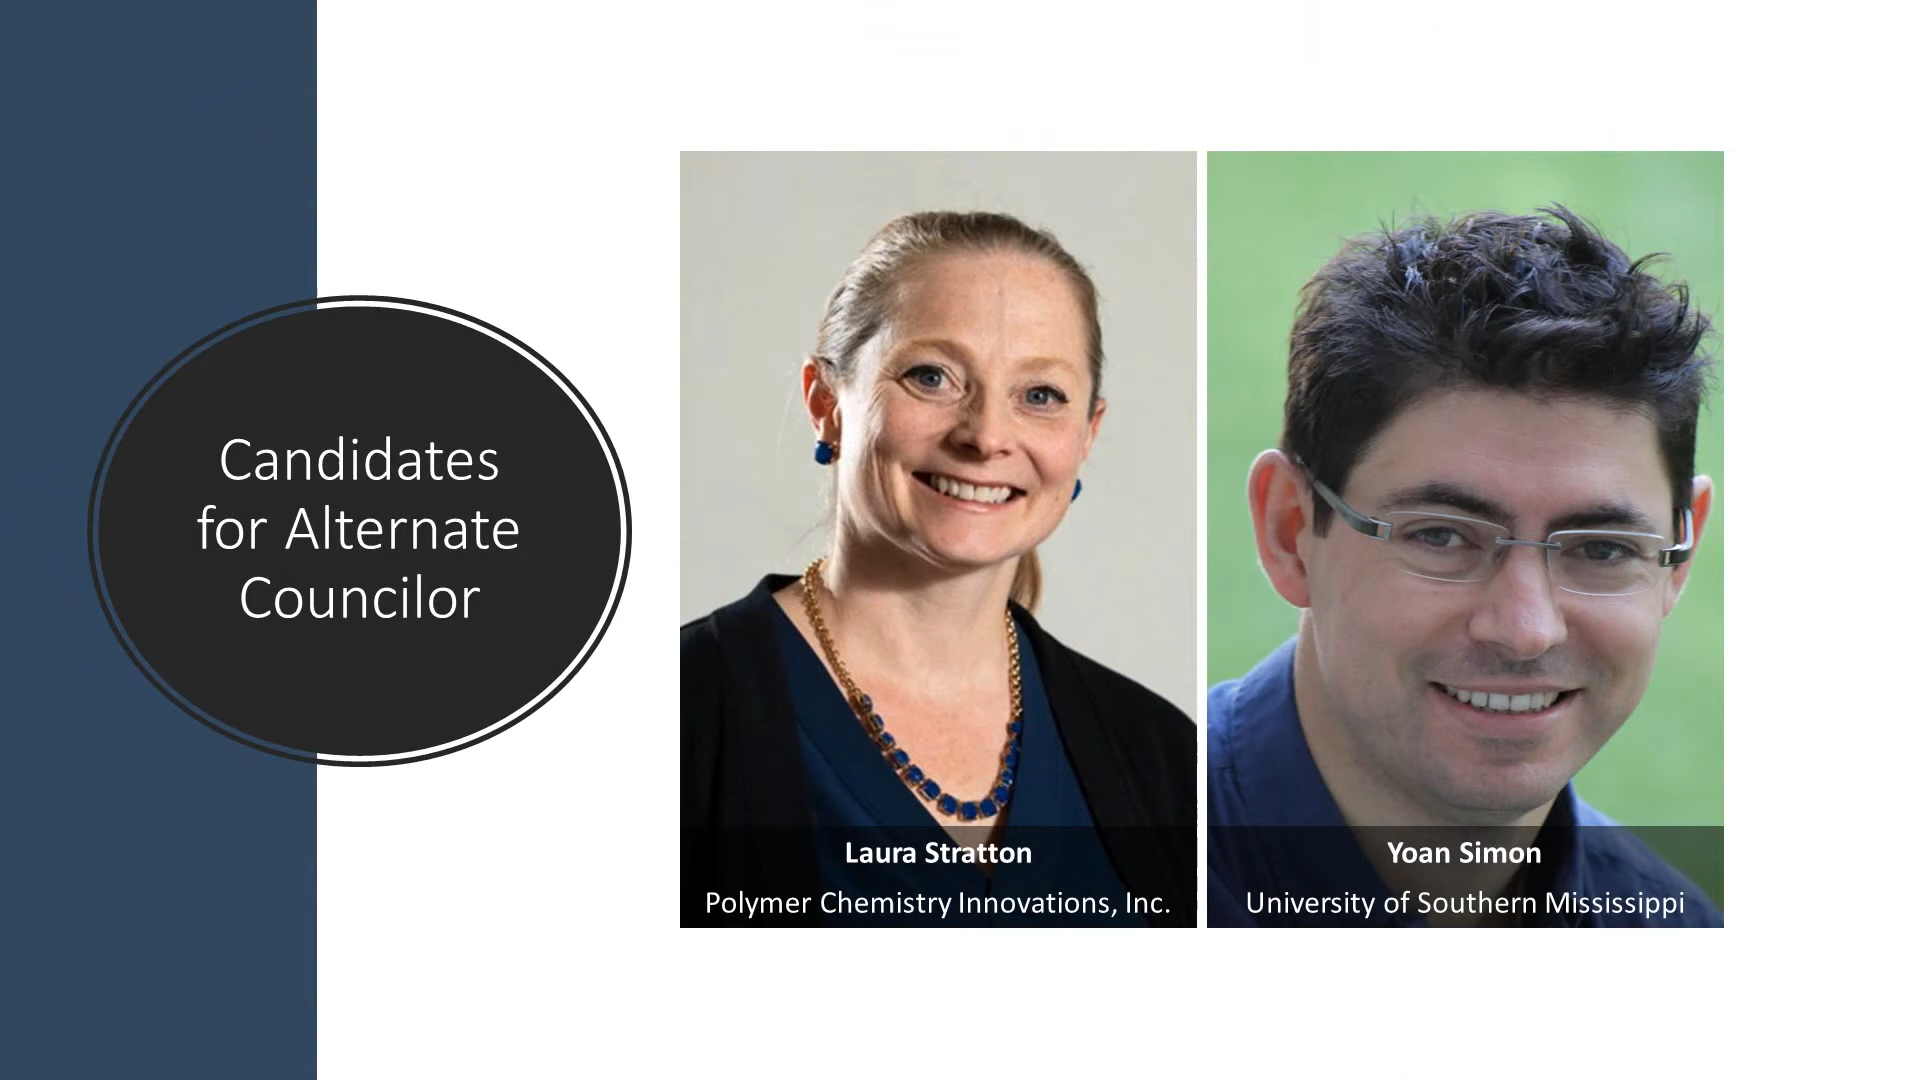 Candidates
for Alternate
Councilor
Laura Stratton
Polymer Chemistry Innovations, Inc.
Yoan Simon
University of Southern Mississippi